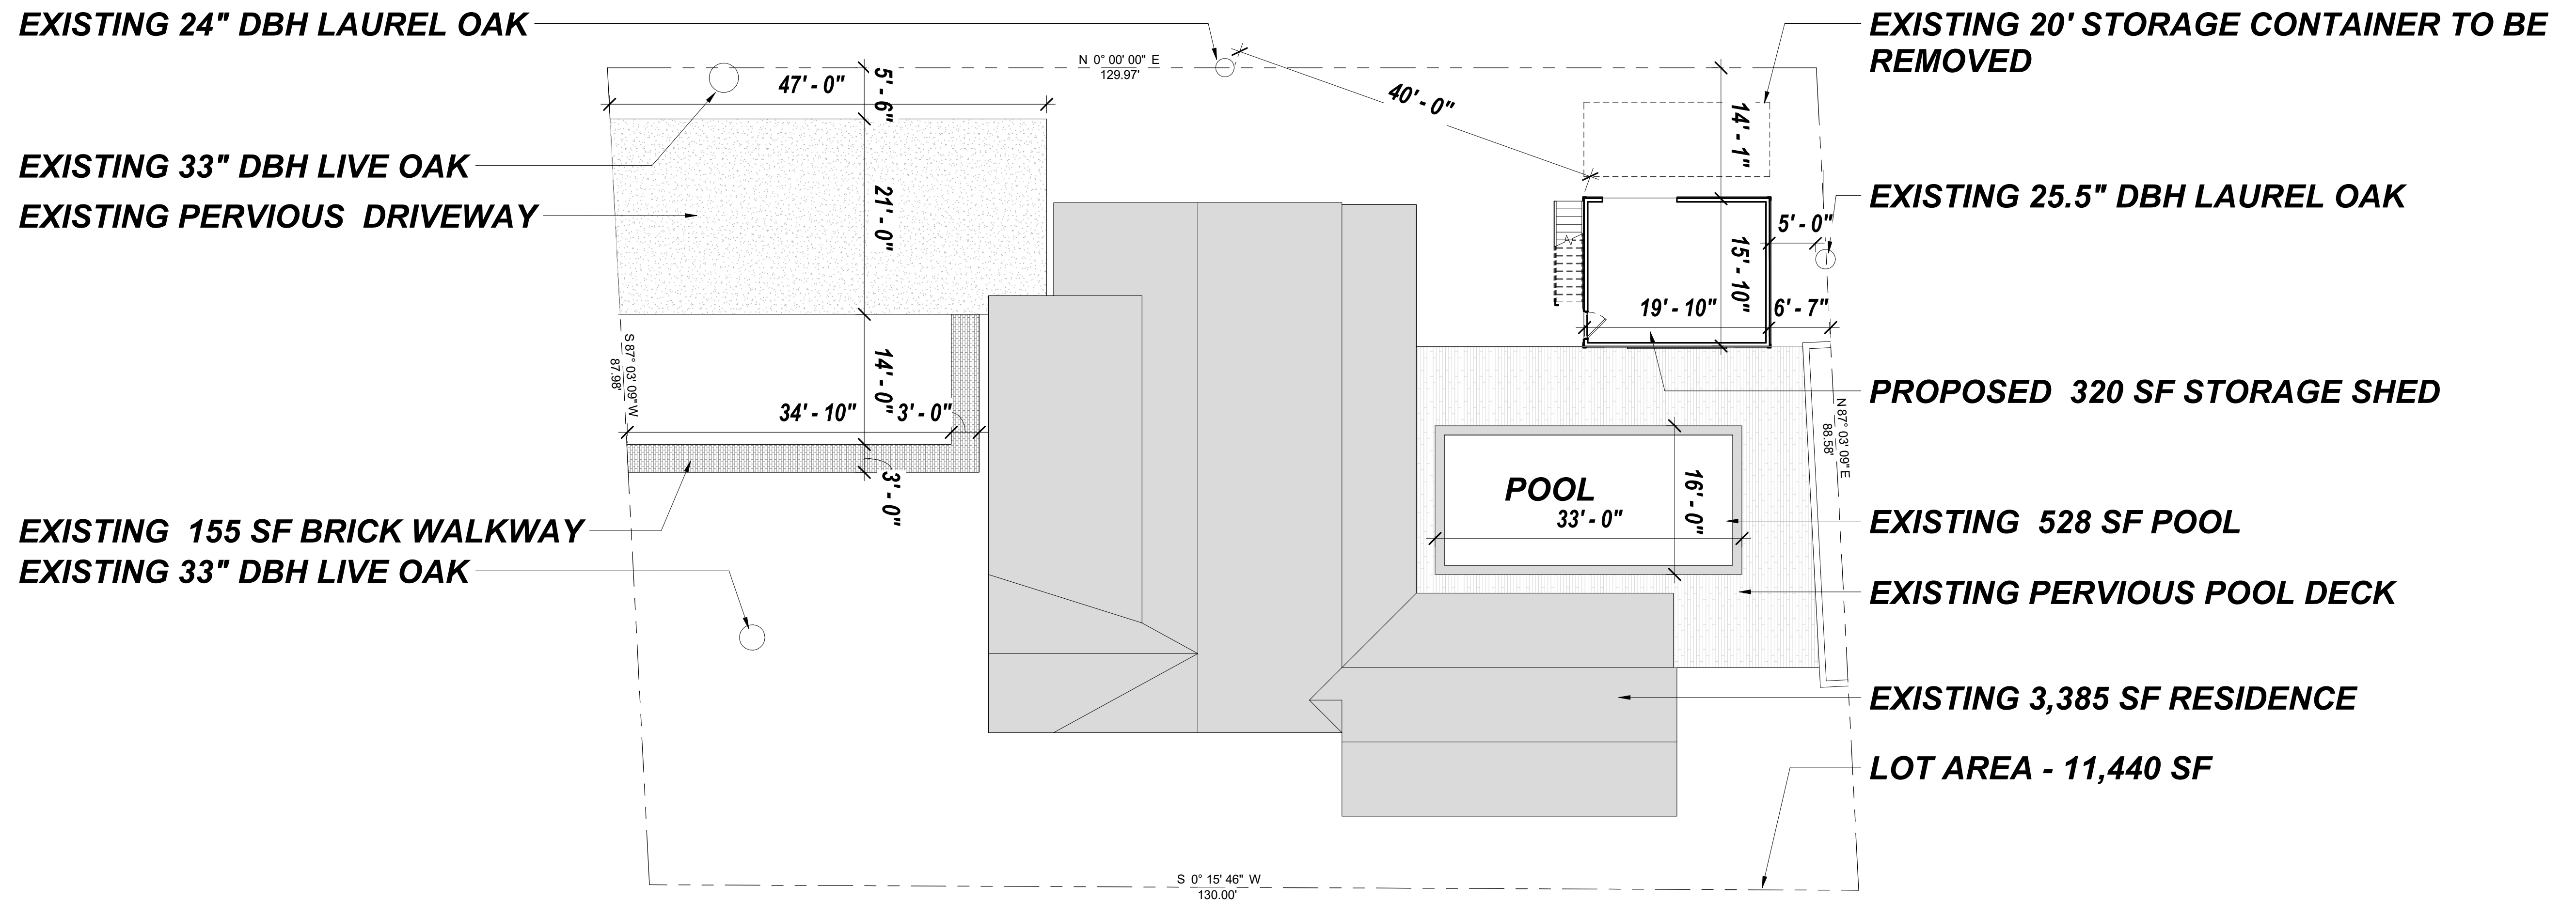 EXISTING 24" DBH LAUREL OAK
EXISTING 20' STORAGE CONTAINER TO BE
REMOVED
N 0° 00' 00" E
129.97'
47' - 0"
5' - 6"
40' - 0"
14' - 1"
EXISTING 33" DBH LIVE OAK
EXISTING PERVIOUS DRIVEWAY
21' - 0"
EXISTING 25.5" DBH LAUREL OAK
5' - 0"
15' - 10"
19' - 10"
6' - 7"
S 87° 03' 09" W
87.98'
14' - 0"
34' - 10"
3' - 0"
3' - 0"
PROPOSED 320 SF STORAGE SHED
N 87° 03' 09" E
88.58'
POOL
33' - 0"
16' - 0"
EXISTING 155 SF BRICK WALKWAY
EXISTING 33" DBH LIVE OAK
EXISTING 528 SF POOL
EXISTING PERVIOUS POOL DECK
EXISTING 3,385 SF RESIDENCE
LOT AREA - 11,440 SF
S 0° 15' 46" W
130.00'